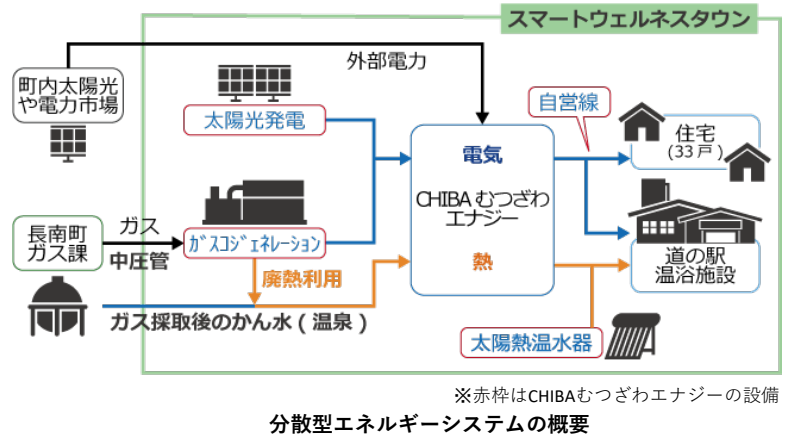 スマートウェルネスタウン
町内太陽光
や電力市場
外部電力
太陽光発電
自営線
住宅
(33戸)
電気
CHIBAむつざわ
エナジー
熱
長南町
ガス課
ガス
中圧管
ｶﾞｽｺｼﾞｪﾈﾚｰｼｮﾝ
廃熱利用
道の駅
温浴施設
ガス採取後のかん水(温泉)
太陽熱温水器
※赤枠はCHIBAむつざわエナジーの設備
分散型エネルギーシステムの概要